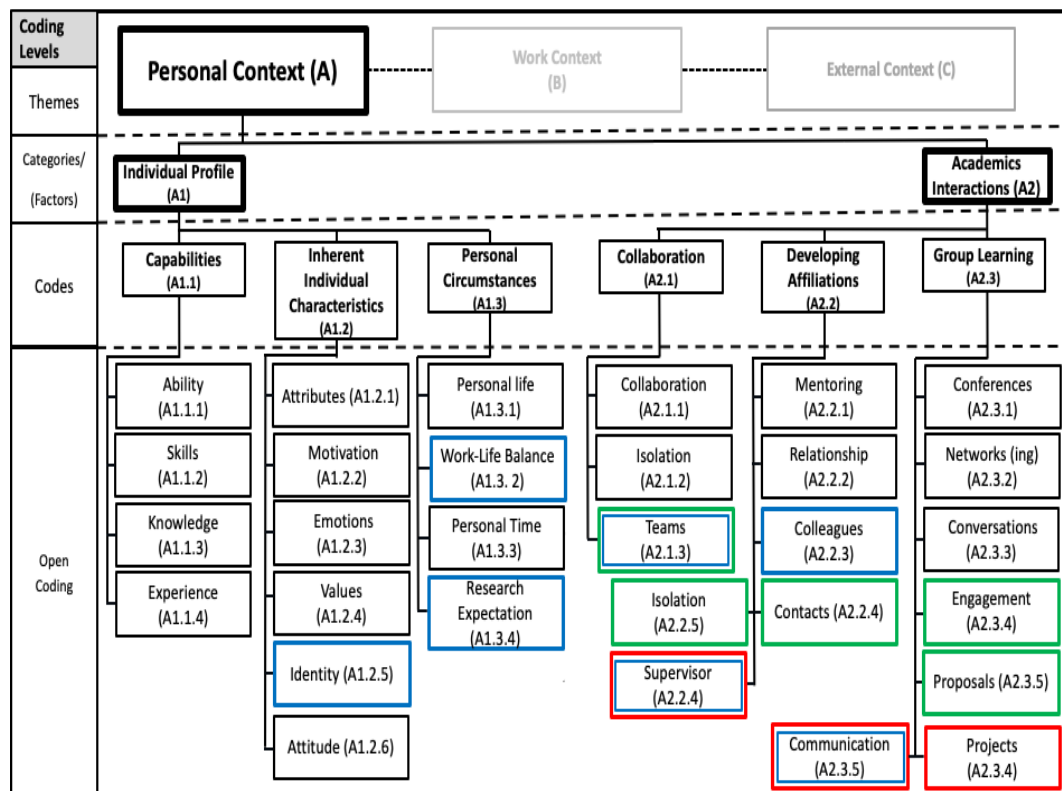 Coding
Levels
Personal Context (A)
Work Context
(B)
External Context (C)
Themes
Categories/
(Factors)
Individual Profile
(A1)
Academics
Interactions (A2)
Codes
Capabilities
(A1.1)
Inherent
Individual
Characteristics
(A1.2)
Personal
Circumstances
(A1.3)
Collaboration
(A2.1)
Developing
Affiliations
(A2.2)
Group Learning
(A2.3)
Open
Coding
Ability
(A1.1.1)
Skills
(A1.1.2)
Knowledge
(A1.1.3)
Experience
(A1.1.4)
Attributes (A1.2.1)
Motivation
(A1.2.2)
Emotions
(A1.2.3)
Values
(A1.2.4)
Identity (A1.2.5)
Attitude (A1.2.6)
Personal life
(A1.3.1)
Work-Life Balance
(A1.3. 2)
Personal Time
(A1.3.3)
Research
Expectation
(A1.3.4)
Collaboration
(A2.1.1)
Isolation
(A2.1.2)
Teams
(A2.1.3)
Isolation
(A2.2.5)
Supervisor
(A2.2.4)
Mentoring
(A2.2.1)
Relationship
(A2.2.2)
Colleagues
(A2.2.3)
Contacts (A2.2.4)
Communication
(A2.3.5)
Conferences
(A2.3.1)
Networks (ing)
(A2.3.2)
Conversations
(A2.3.3)
Engagement
(A2.3.4)
Proposals (A2.3.5)
Projects
(A2.3.4)